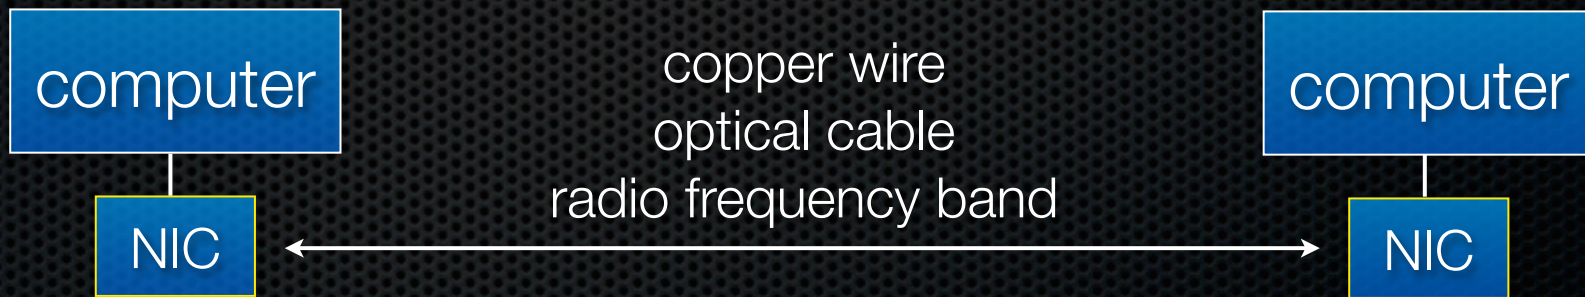 computer
NIC
copper wire
optical cable
radio frequency band
computer
NIC